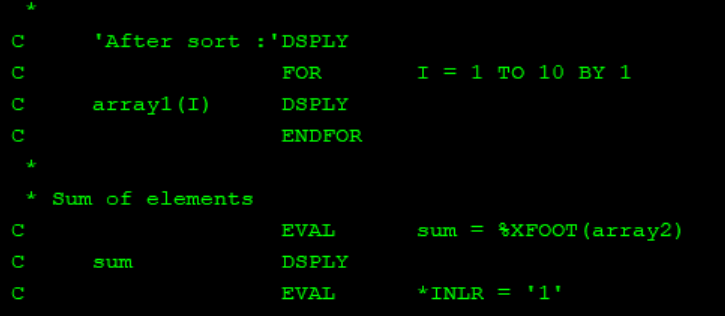 *
C 'After sort :'DSPLY
C FOR I = 1 TO 10 BY 1
C array1(I) DSPLY
C ENDFOR
*
* Sum of elements
C EVAL sum = %XFOOT(array2)
C sum DSPLY
C EVAL *INLR = '1'